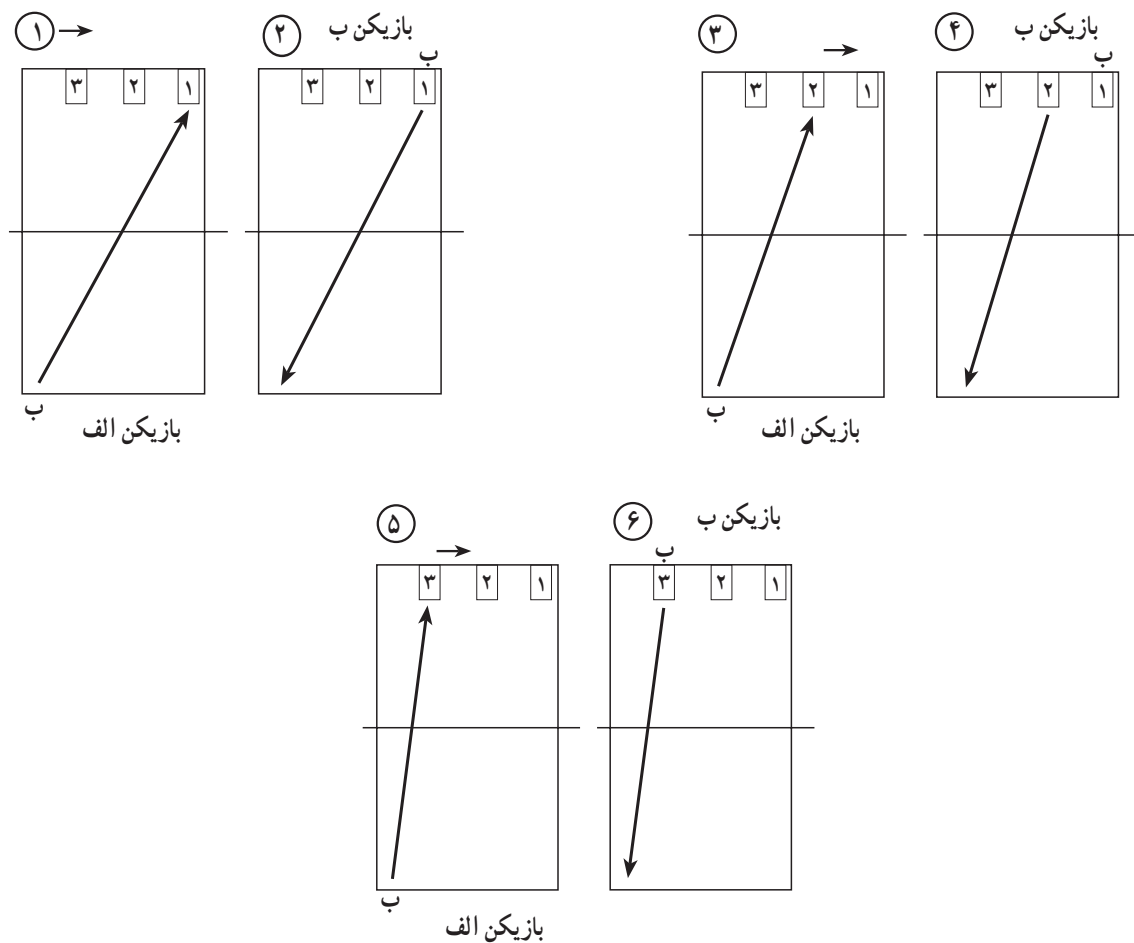 ۱ ۲ بازیکن ب
ب
۳ ۲ ۱ ۳ ۲ ۱
ب
بازیکن الف
۳ ۴ بازیکن ب
ب
۳ ۲ ۱ ۳ ۲ ۱
ب
بازیکن الف
۵ ۶ بازیکن ب
ب
۳ ۲ ۱ ۳ ۲ ۱
ب
بازیکن الف